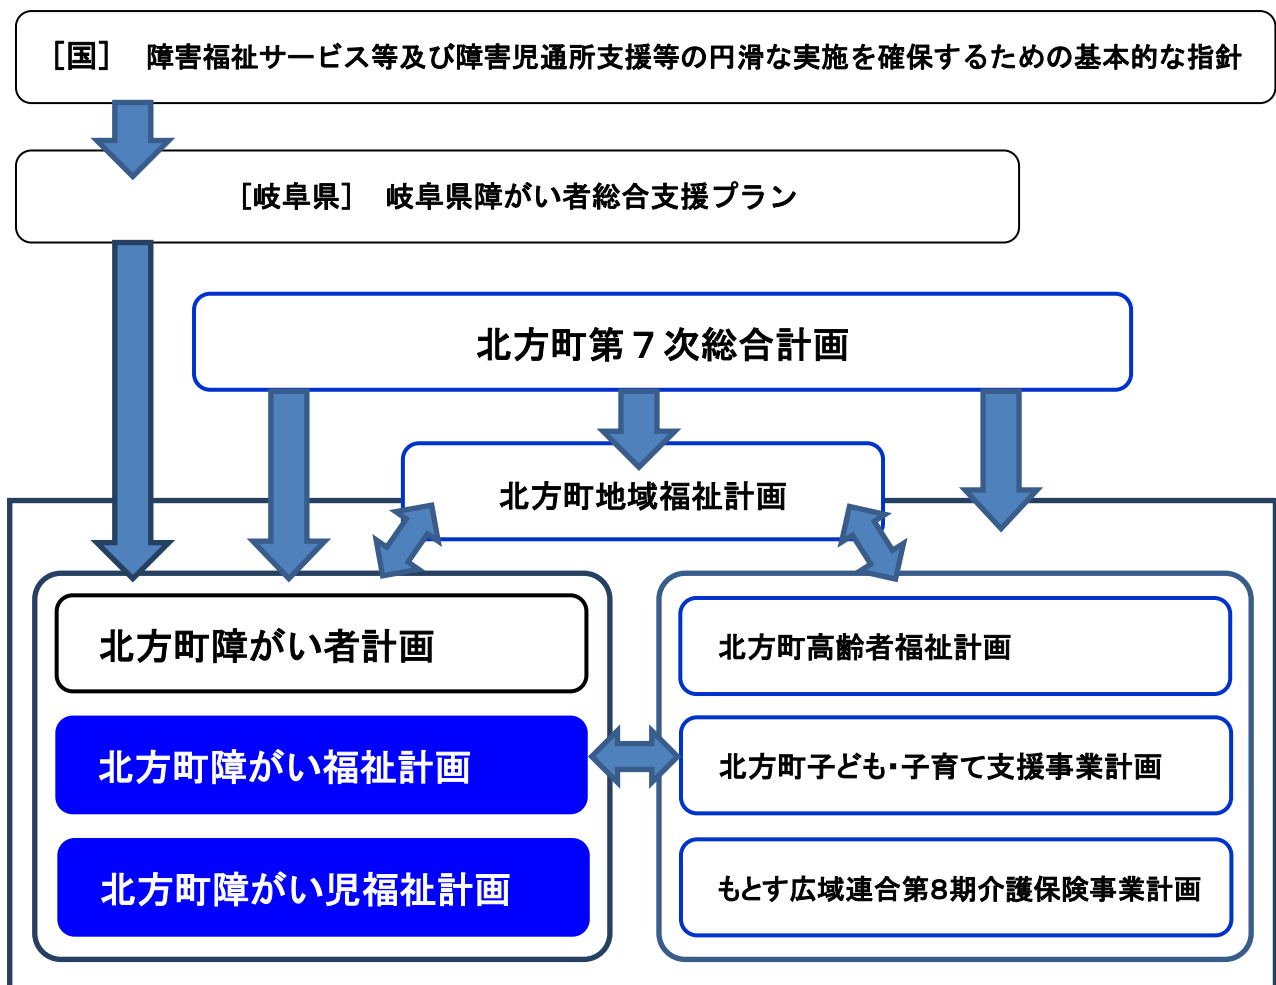 ［国］　障害福祉サービス等及び障害児通所支援等の円滑な実施を確保するための基本的な指針
［岐阜県］　岐阜県障がい者総合支援プラン
北方町第７次総合計画
北方町地域福祉計画
北方町障がい者計画
北方町障がい福祉計画
北方町障がい児福祉計画
北方町高齢者福祉計画
北方町子ども・子育て支援事業計画
もとす広域連合第8期介護保険事業計画